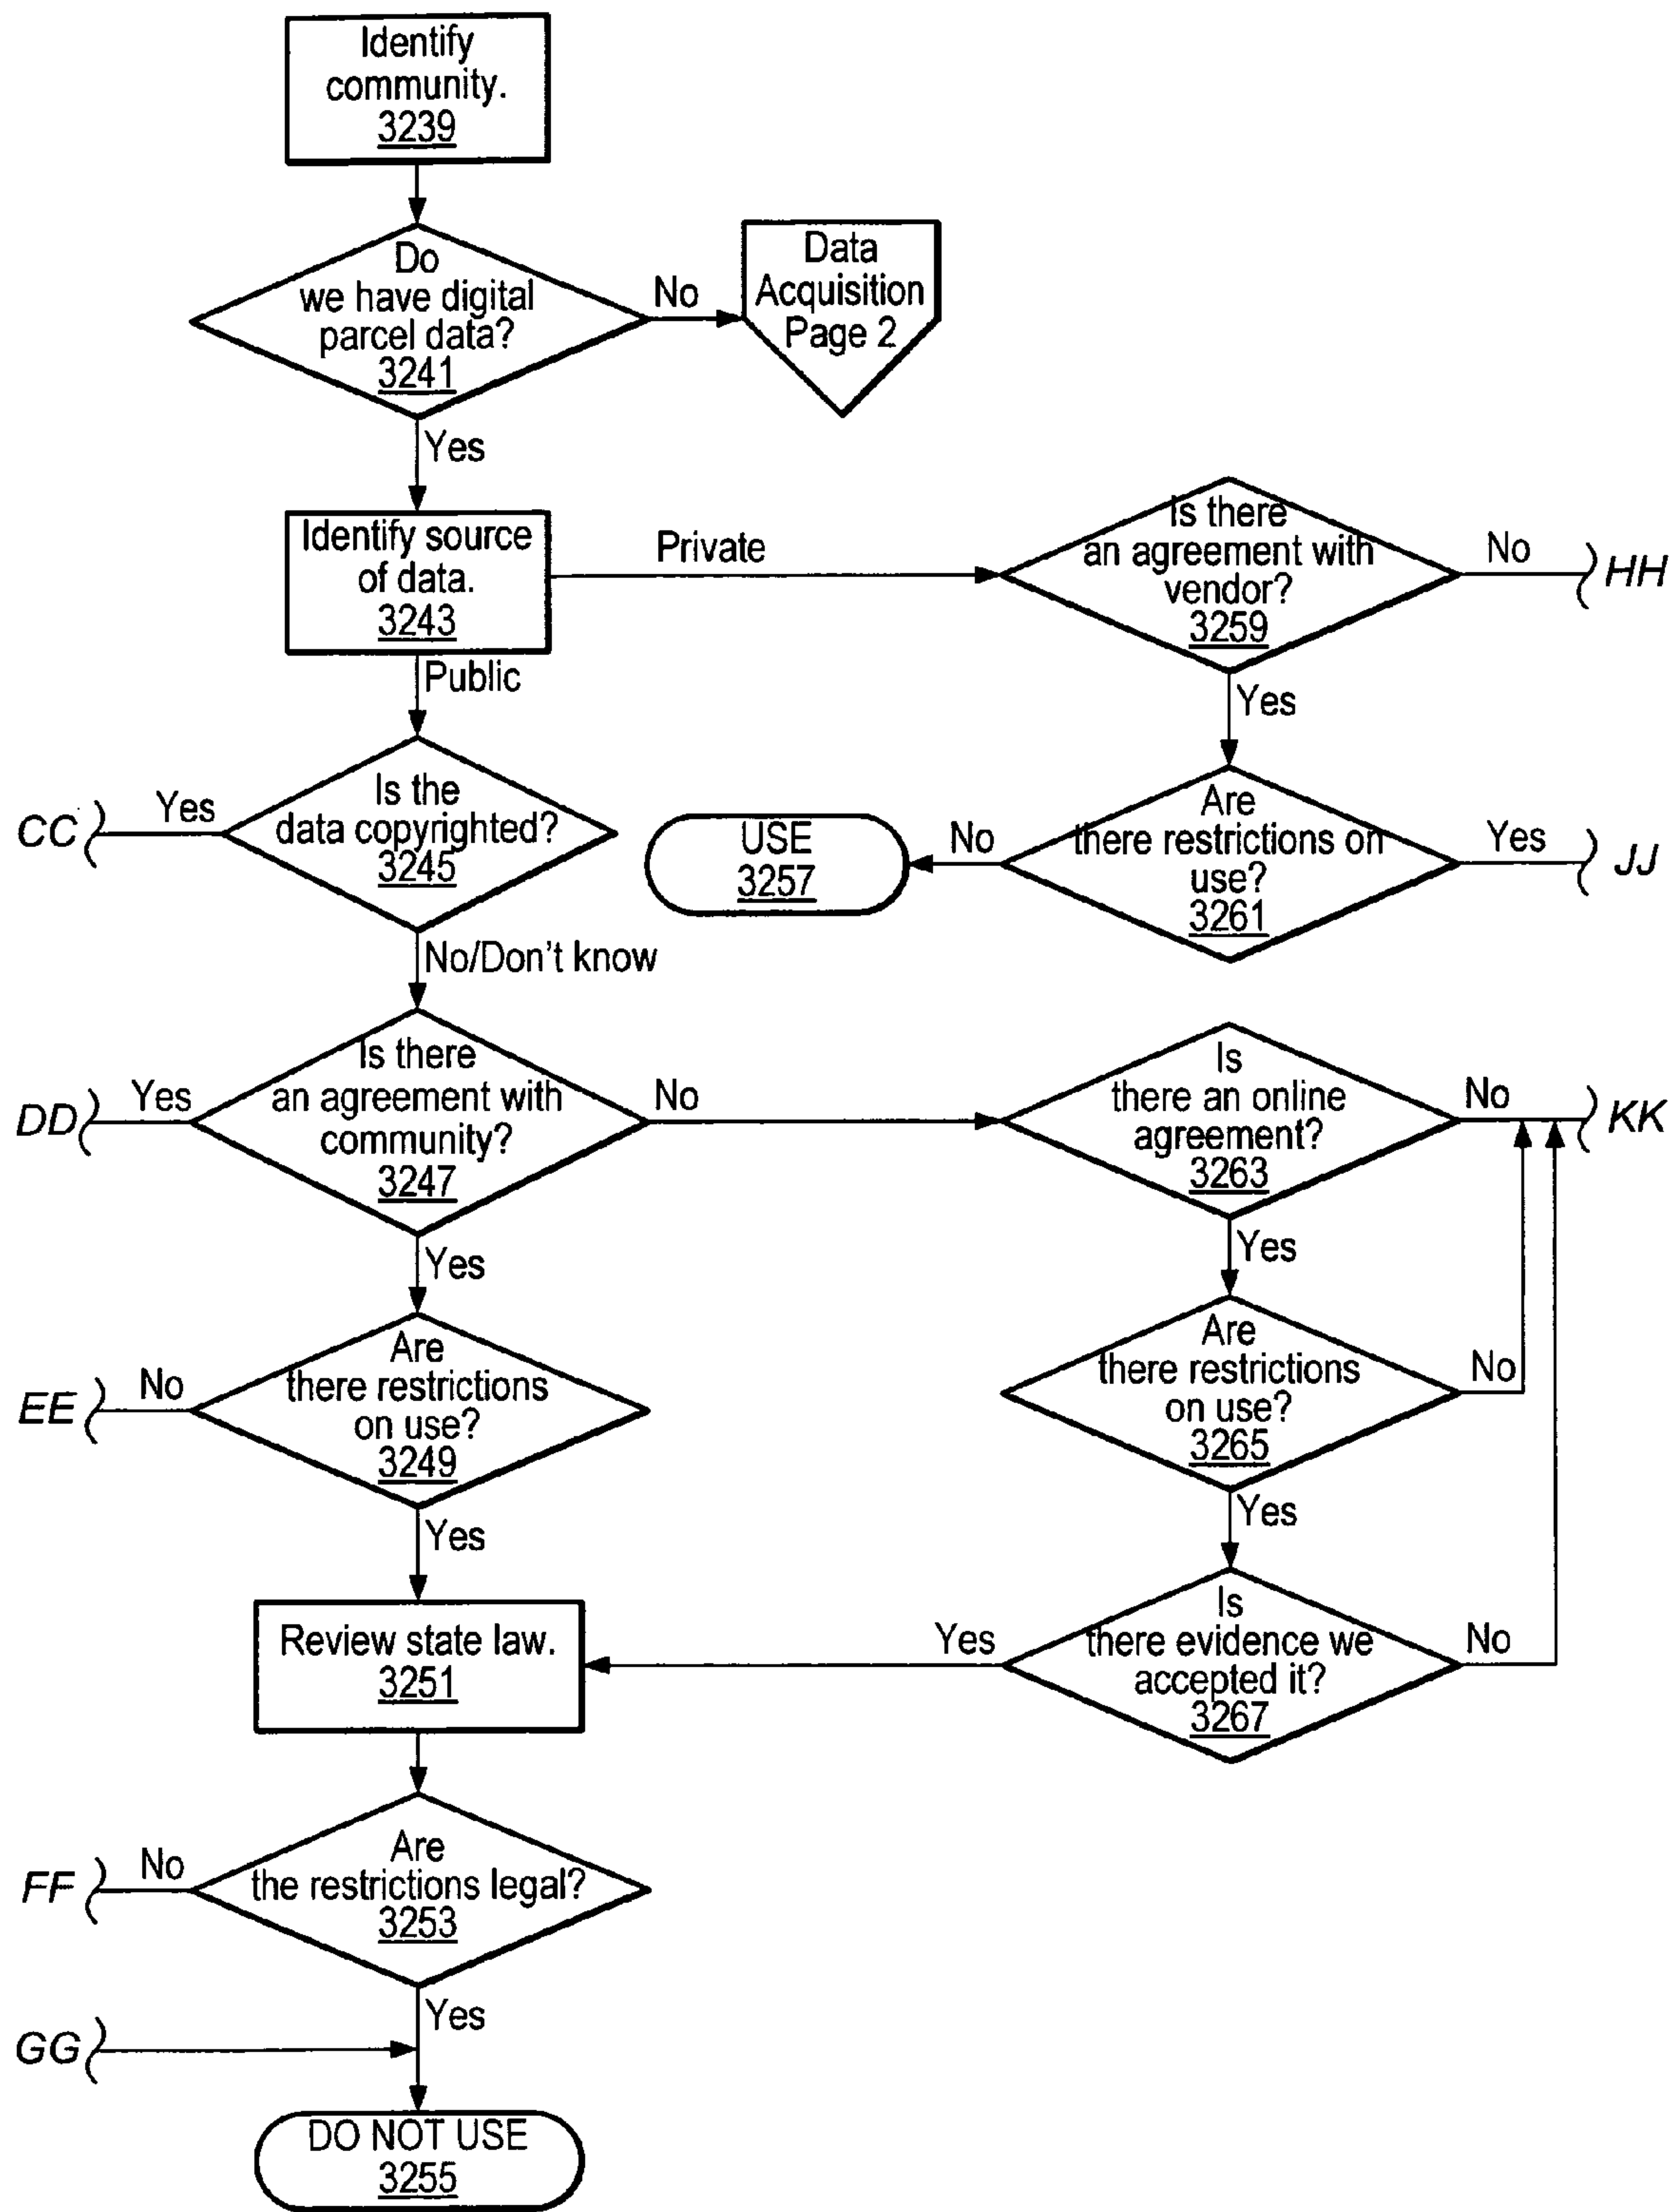 Identify
community.
3239
Do
we have digital
parcel data?
3241
No
Data
Acquisition
Page 2
Yes
Identify source
of data.
3243
Private
Is there
an agreement with
vendor?
3259
No
HH
Public
Yes
CC
Yes
Is the
data copyrighted?
3245
USE
3257
No
Are
there restrictions on
use?
3261
Yes
JJ
No/Don't know
DD
Yes
Is there
an agreement with
community?
3247
No
Is
there an online
agreement?
3263
No
KK
Yes
Yes
EE
No
Are
there restrictions
on use?
3249
Are
there restrictions
on use?
3265
No
Yes
Yes
Review state law.
3251
Yes
Is
there evidence we
accepted it?
3267
No
FF
No
Are
the restrictions legal?
3253
Yes
GG
DO NOT USE
3255